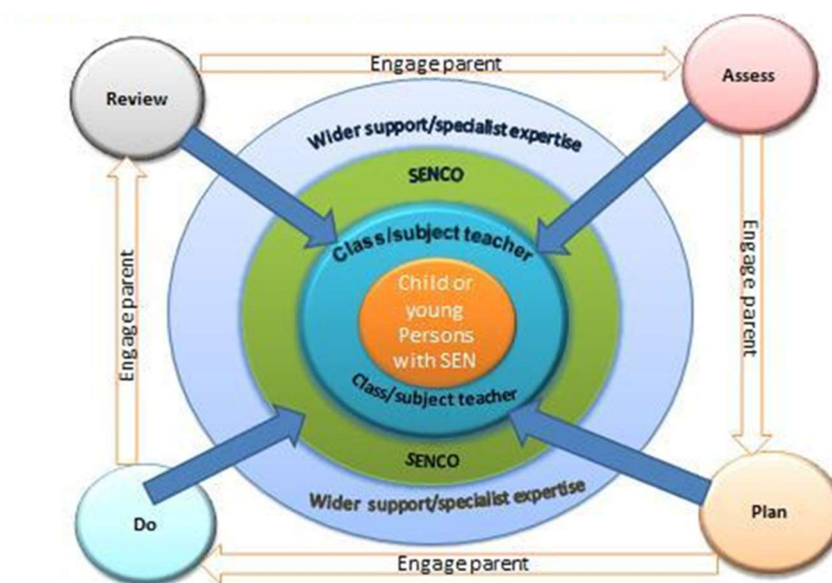 Engage parent
Review
Assess
Wider support/specialist expertise
SENCO
Class/subject teacher
Child or
young
Persons
with SEN
Engage parent
Engage parent
Class/subject teacher
SENCO
Wider support/specialist expertise
Do
Plan
Engage parent